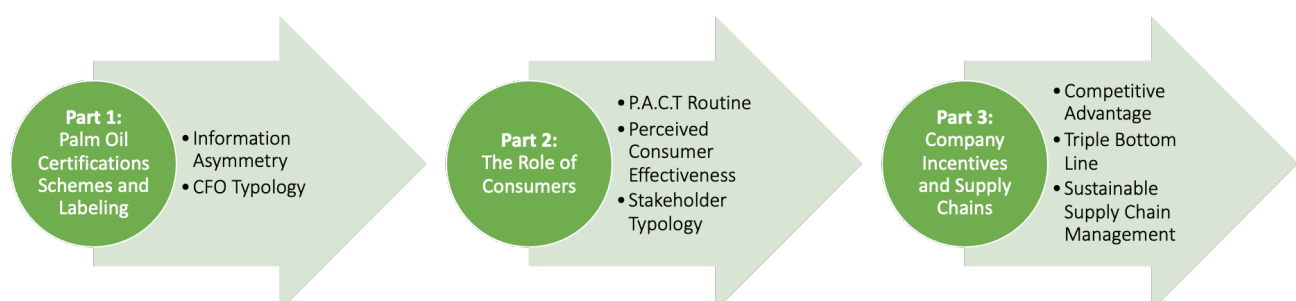 Part 1:
Palm Oil
Certifications
Schemes and
Labeling
• Information
Asymmetry
• CFO Typology
Part 2:
The Role of
Consumers
• P.A.C.T Routine
• Perceived
Consumer
Effectiveness
• Stakeholder
Typology
Part 3:
Company
Incentives
and Supply
Chains
• Competitive
Advantage
• Triple Bottom
Line
• Sustainable
Supply Chain
Management